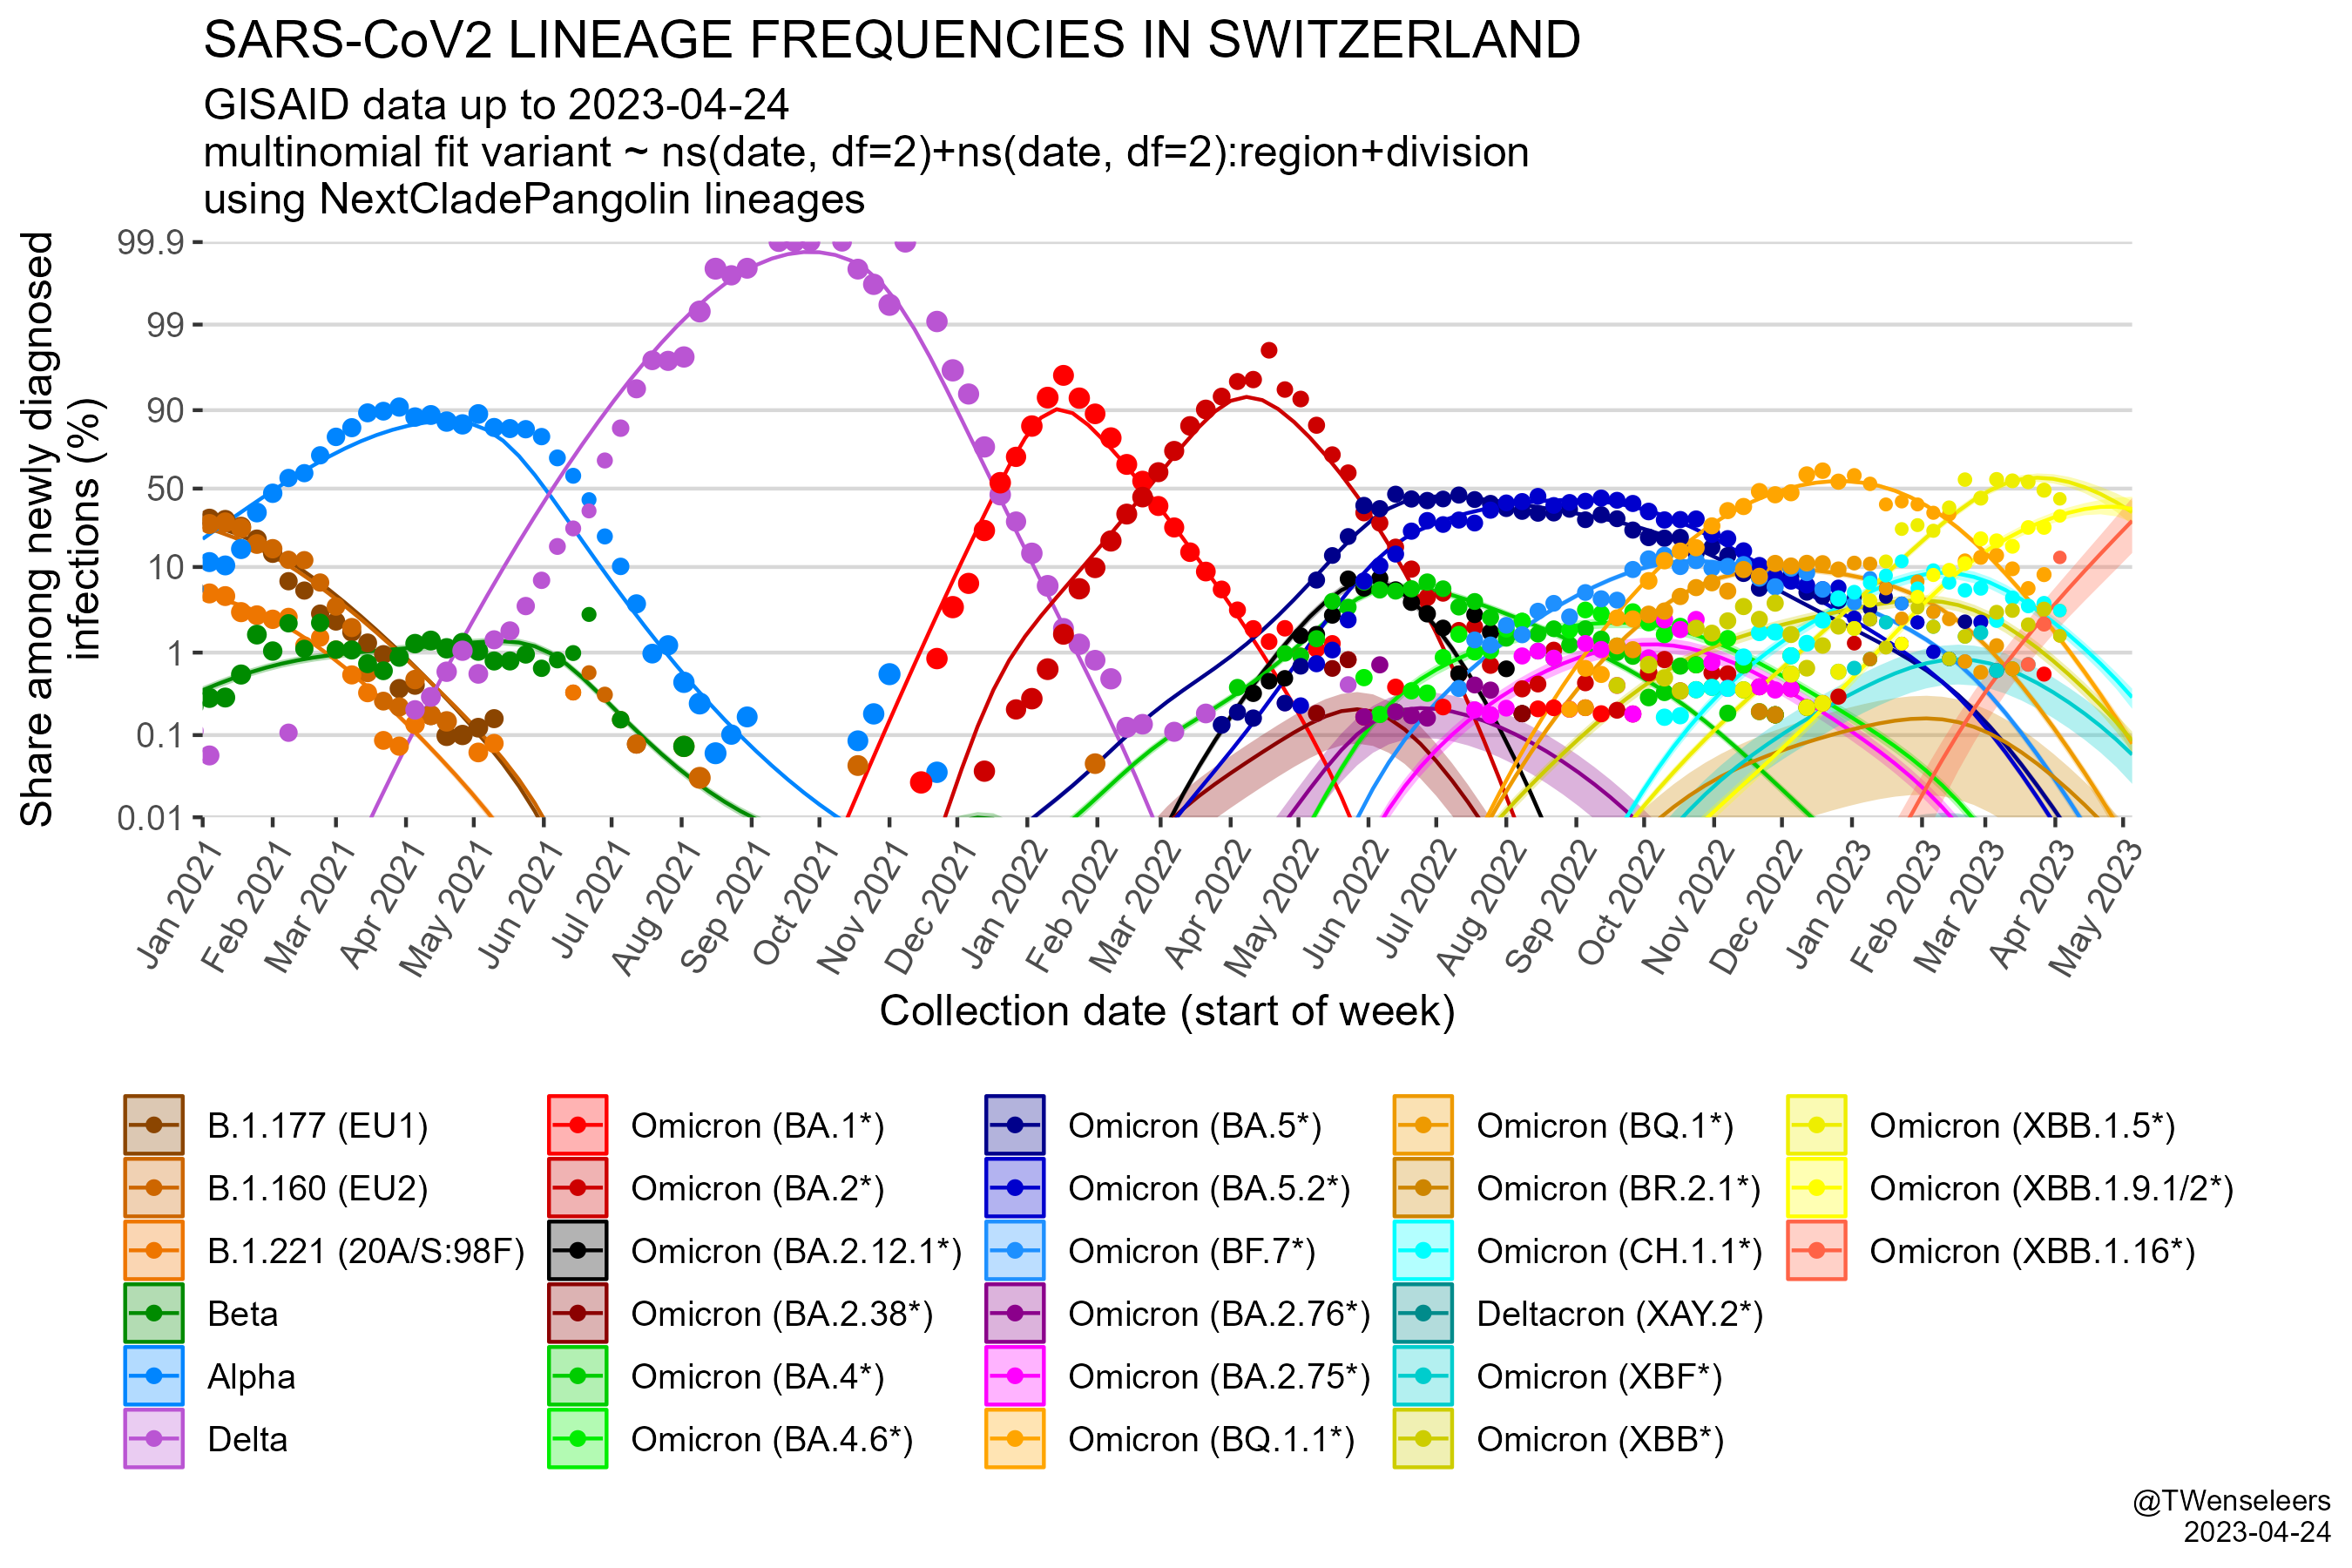 SARS-CoV2 LINEAGE FREQUENCIES IN SWITZERLAND
GISAID data up to 2023-04-24
multinomial fit variant ~ ns(date, df=2)+ns(date, df=2):region+division
using NextCladePangolin lineages
Share among newly diagnosed
infections (%)
99.9
99
90
50
10
1
0.1
0.01
Jan 2021
Feb 2021
Mar 2021
Apr 2021
May 2021
Jun 2021
Jul 2021
Aug 2021
Sep 2021
Oct 2021
Nov 2021
Dec 2021
Jan 2022
Feb 2022
Mar 2022
Apr 2022
May 2022
Jun 2022
Jul 2022
Aug 2022
Sep 2022
Oct 2022
Nov 2022
Dec 2022
Jan 2023
Feb 2023
Mar 2023
Apr 2023
May 2023
Collection date (start of week)
B.1.177 (EU1)
B.1.160 (EU2)
B.1.221 (20A/S:98F)
Beta
Alpha
Delta
Omicron (BA.1*)
Omicron (BA.2*)
Omicron (BA.2.12.1*)
Omicron (BA.2.38*)
Omicron (BA.4*)
Omicron (BA.4.6*)
Omicron (BA.5*)
Omicron (BA.5.2*)
Omicron (BF.7*)
Omicron (BA.2.76*)
Omicron (BA.2.75*)
Omicron (BQ.1.1*)
Omicron (BQ.1*)
Omicron (BR.2.1*)
Omicron (CH.1.1*)
Deltacron (XAY.2*)
Omicron (XBF*)
Omicron (XBB*)
Omicron (XBB.1.5*)
Omicron (XBB.1.9.1/2*)
Omicron (XBB.1.16*)
@TWenseleers
2023-04-24